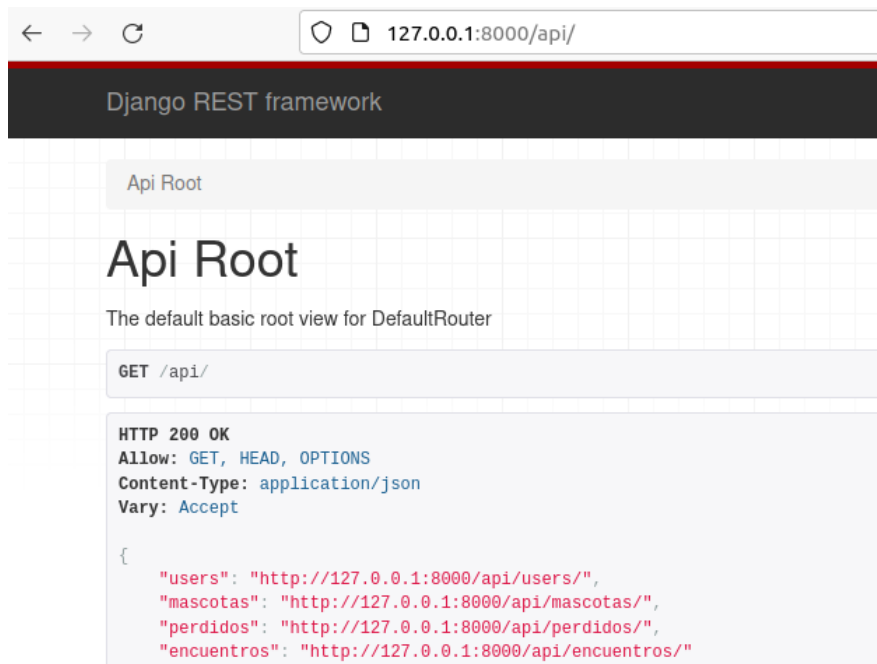 127.0.0.1:8000/api/
Django REST framework
Api Root
Api Root
The default basic root view for DefaultRouter
GET /api/
HTTP 200 OK
Allow: GET, HEAD, OPTIONS
Content-Type: application/json
Vary: Accept
{
"users": "http://127.0.0.1:8000/api/users/",
"mascotas": "http://127.0.0.1:8000/api/mascotas/",
"perdidos": "http://127.0.0.1:8000/api/perdidos/",
"encuentros": "http://127.0.0.1:8000/api/encuentros/"